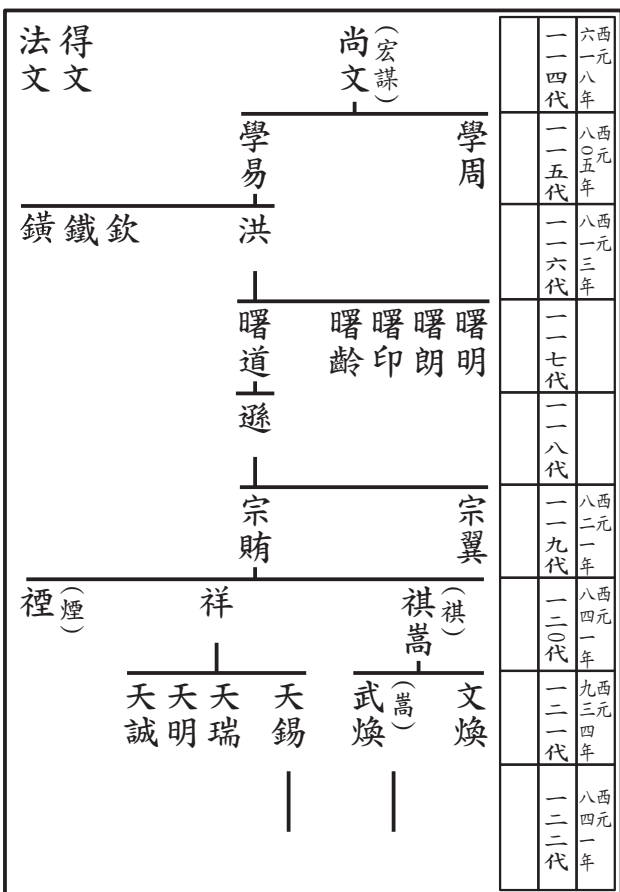 西元六一八年
一一四代
尚文(宏謀)
得文
法文
西元八〇五年
一一五代
學周
學易
西元八一三年
一一六代
洪
欽
鐵
鐄
一一七代
曙明
曙朗
曙印
曙齡
曙道
一一八代
遜
西元八二一年
一一九代
宗翼
宗賄
西元八四一年
一二〇代
祺嵩(祺)
祥
禋(煙)
西元九三四年
一二一代
文煥
武煥(嵩)
天錫
天瑞
天明
天誠
西元八四一年
一二二代